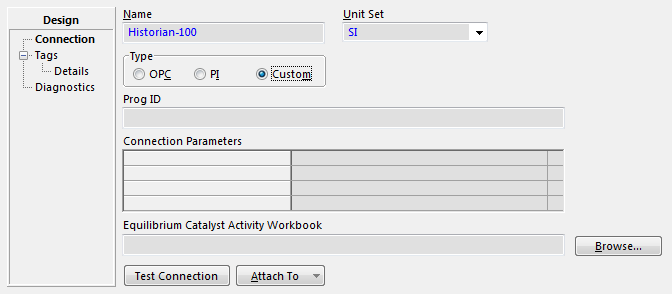 Design
Connection
Tags
Details
Diagnostics
Name
Unit Set
Historian-100
SI
Type
OPC
PI
Custom
Prog ID
Connection Parameters
Equilibrium Catalyst Activity Workbook
Browse...
Test Connection
Attach To